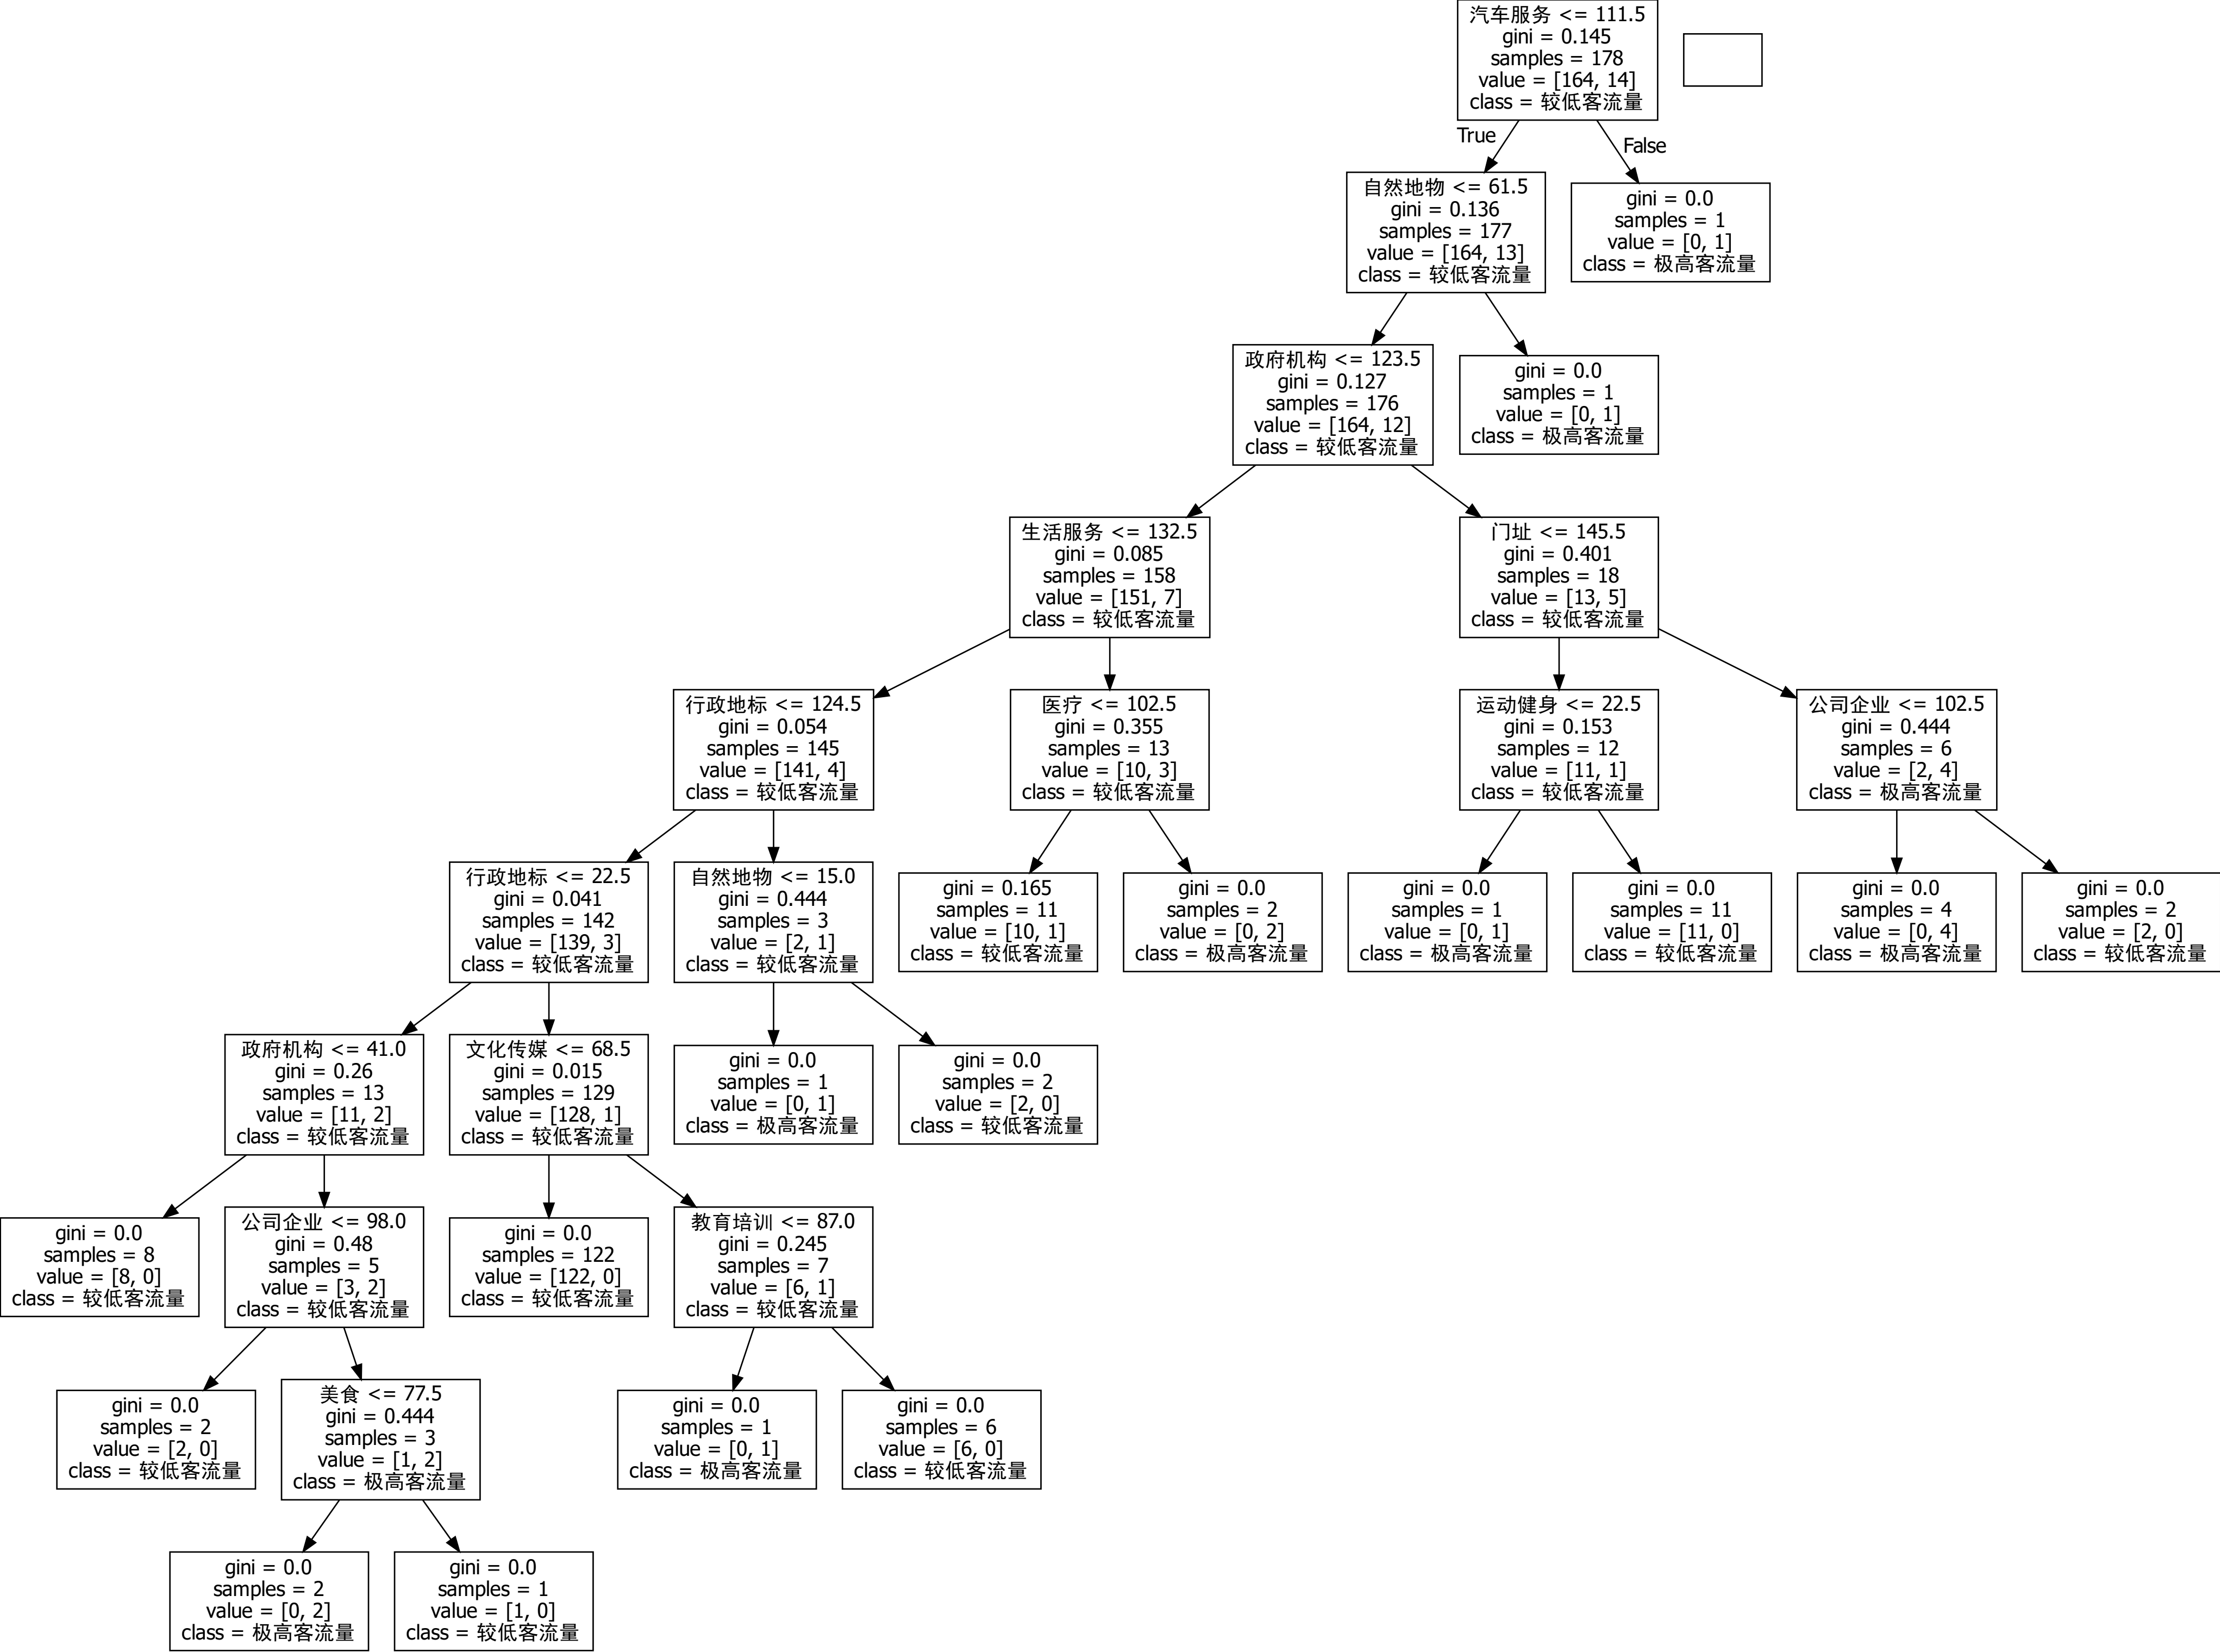 汽车服务 <= 111.5
gini = 0.145
samples = 178
value = [164, 14]
class = 较低客流量
True
False
自然地物 <= 61.5
gini = 0.136
samples = 177
value = [164, 13]
class = 较低客流量
gini = 0.0
samples = 1
value = [0, 1]
class = 极高客流量
政府机构 <= 123.5
gini = 0.127
samples = 176
value = [164, 12]
class = 较低客流量
gini = 0.0
samples = 1
value = [0, 1]
class = 极高客流量
生活服务 <= 132.5
gini = 0.085
samples = 158
value = [151, 7]
class = 较低客流量
门址 <= 145.5
gini = 0.401
samples = 18
value = [13, 5]
class = 较低客流量
行政地标 <= 124.5
gini = 0.054
samples = 145
value = [141, 4]
class = 较低客流量
医疗 <= 102.5
gini = 0.355
samples = 13
value = [10, 3]
class = 较低客流量
运动健身 <= 22.5
gini = 0.153
samples = 12
value = [11, 1]
class = 较低客流量
公司企业 <= 102.5
gini = 0.444
samples = 6
value = [2, 4]
class = 极高客流量
行政地标 <= 22.5
gini = 0.041
samples = 142
value = [139, 3]
class = 较低客流量
自然地物 <= 15.0
gini = 0.444
samples = 3
value = [2, 1]
class = 较低客流量
gini = 0.165
samples = 11
value = [10, 1]
class = 较低客流量
gini = 0.0
samples = 2
value = [0, 2]
class = 极高客流量
gini = 0.0
samples = 1
value = [0, 1]
class = 极高客流量
gini = 0.0
samples = 11
value = [11, 0]
class = 较低客流量
gini = 0.0
samples = 4
value = [0, 4]
class = 极高客流量
gini = 0.0
samples = 2
value = [2, 0]
class = 较低客流量
政府机构 <= 41.0
gini = 0.26
samples = 13
value = [11, 2]
class = 较低客流量
文化传媒 <= 68.5
gini = 0.015
samples = 129
value = [128, 1]
class = 较低客流量
gini = 0.0
samples = 1
value = [0, 1]
class = 极高客流量
gini = 0.0
samples = 2
value = [2, 0]
class = 较低客流量
gini = 0.0
samples = 8
value = [8, 0]
class = 较低客流量
公司企业 <= 98.0
gini = 0.48
samples = 5
value = [3, 2]
class = 较低客流量
gini = 0.0
samples = 122
value = [122, 0]
class = 较低客流量
教育培训 <= 87.0
gini = 0.245
samples = 7
value = [6, 1]
class = 较低客流量
gini = 0.0
samples = 2
value = [2, 0]
class = 较低客流量
美食 <= 77.5
gini = 0.444
samples = 3
value = [1, 2]
class = 极高客流量
gini = 0.0
samples = 1
value = [0, 1]
class = 极高客流量
gini = 0.0
samples = 6
value = [6, 0]
class = 较低客流量
gini = 0.0
samples = 2
value = [0, 2]
class = 极高客流量
gini = 0.0
samples = 1
value = [1, 0]
class = 较低客流量